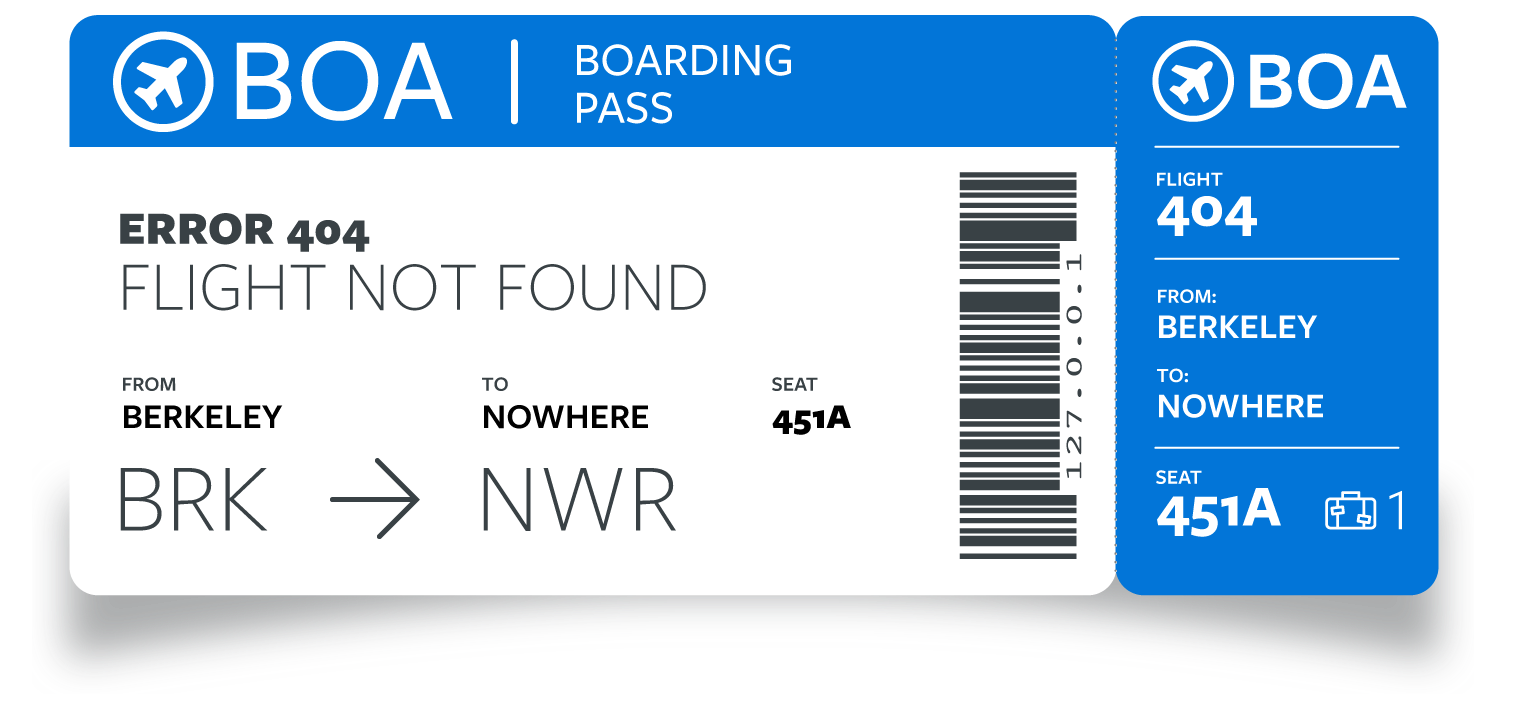 BOA
BOARDING
PASS
ERROR 404
FLIGHT NOT FOUND
FROM
BERKELEY
TO
NOWHERE
SEAT
451A
BRK
NWR
127.0.0.1
BOA
FLIGHT
404
FROM:
BERKELEY
TO:
NOWHERE
SEAT
451A
1